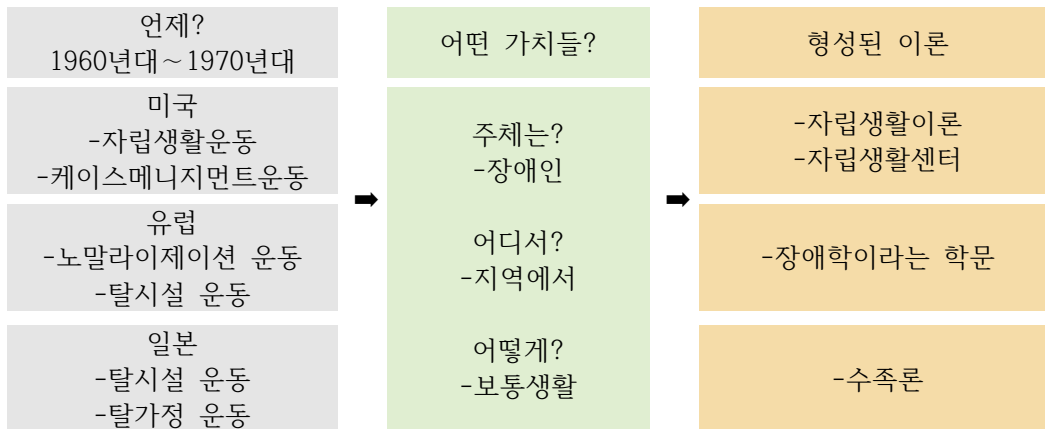 언제?
1960년대~1970년대
어떤 가치들?
형성된 이론
미국
-자립생활운동
-케이스메니지먼트운동
유럽
-노말라이제이션 운동
-탈시설 운동
일본
-탈시설 운동
-탈가정 운동
➡
주체는?
-장애인
어디서?
-지역에서
어떻게?
-보통생활
➡
-자립생활이론
-자립생활센터
-장애학이라는 학문
-수족론